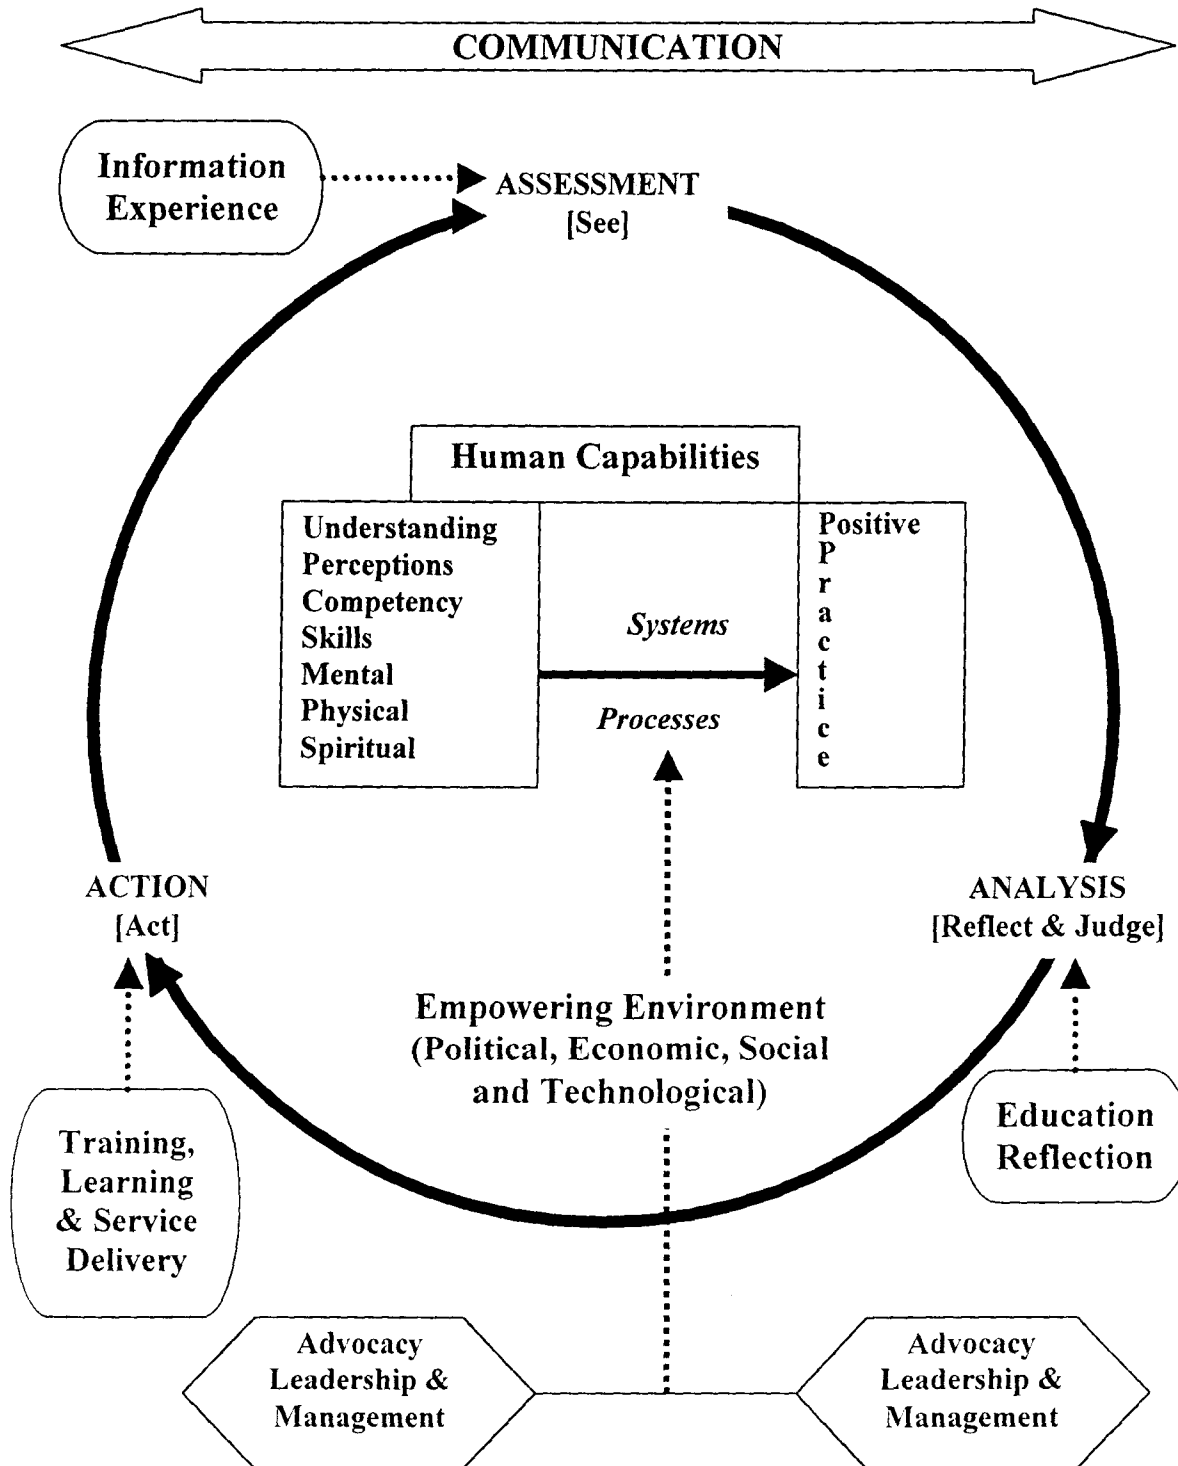 COMMUNICATION
Information
Experience
ASSESSMENT
[See]
Human Capabilities
Understanding
Perceptions
Competency
Skills
Mental
Physical
Spiritual
Systems
Processes
Positive
P
r
a
c
t
i
c
e
ACTION
[Act]
ANALYSIS
[Reflect & Judge]
Empowering Environment
(Political, Economic, Social
and Technological)
Training,
Learning
& Service
Delivery
Education
Reflection
Advocacy
Leadership &
Management
Advocacy
Leadership &
Management